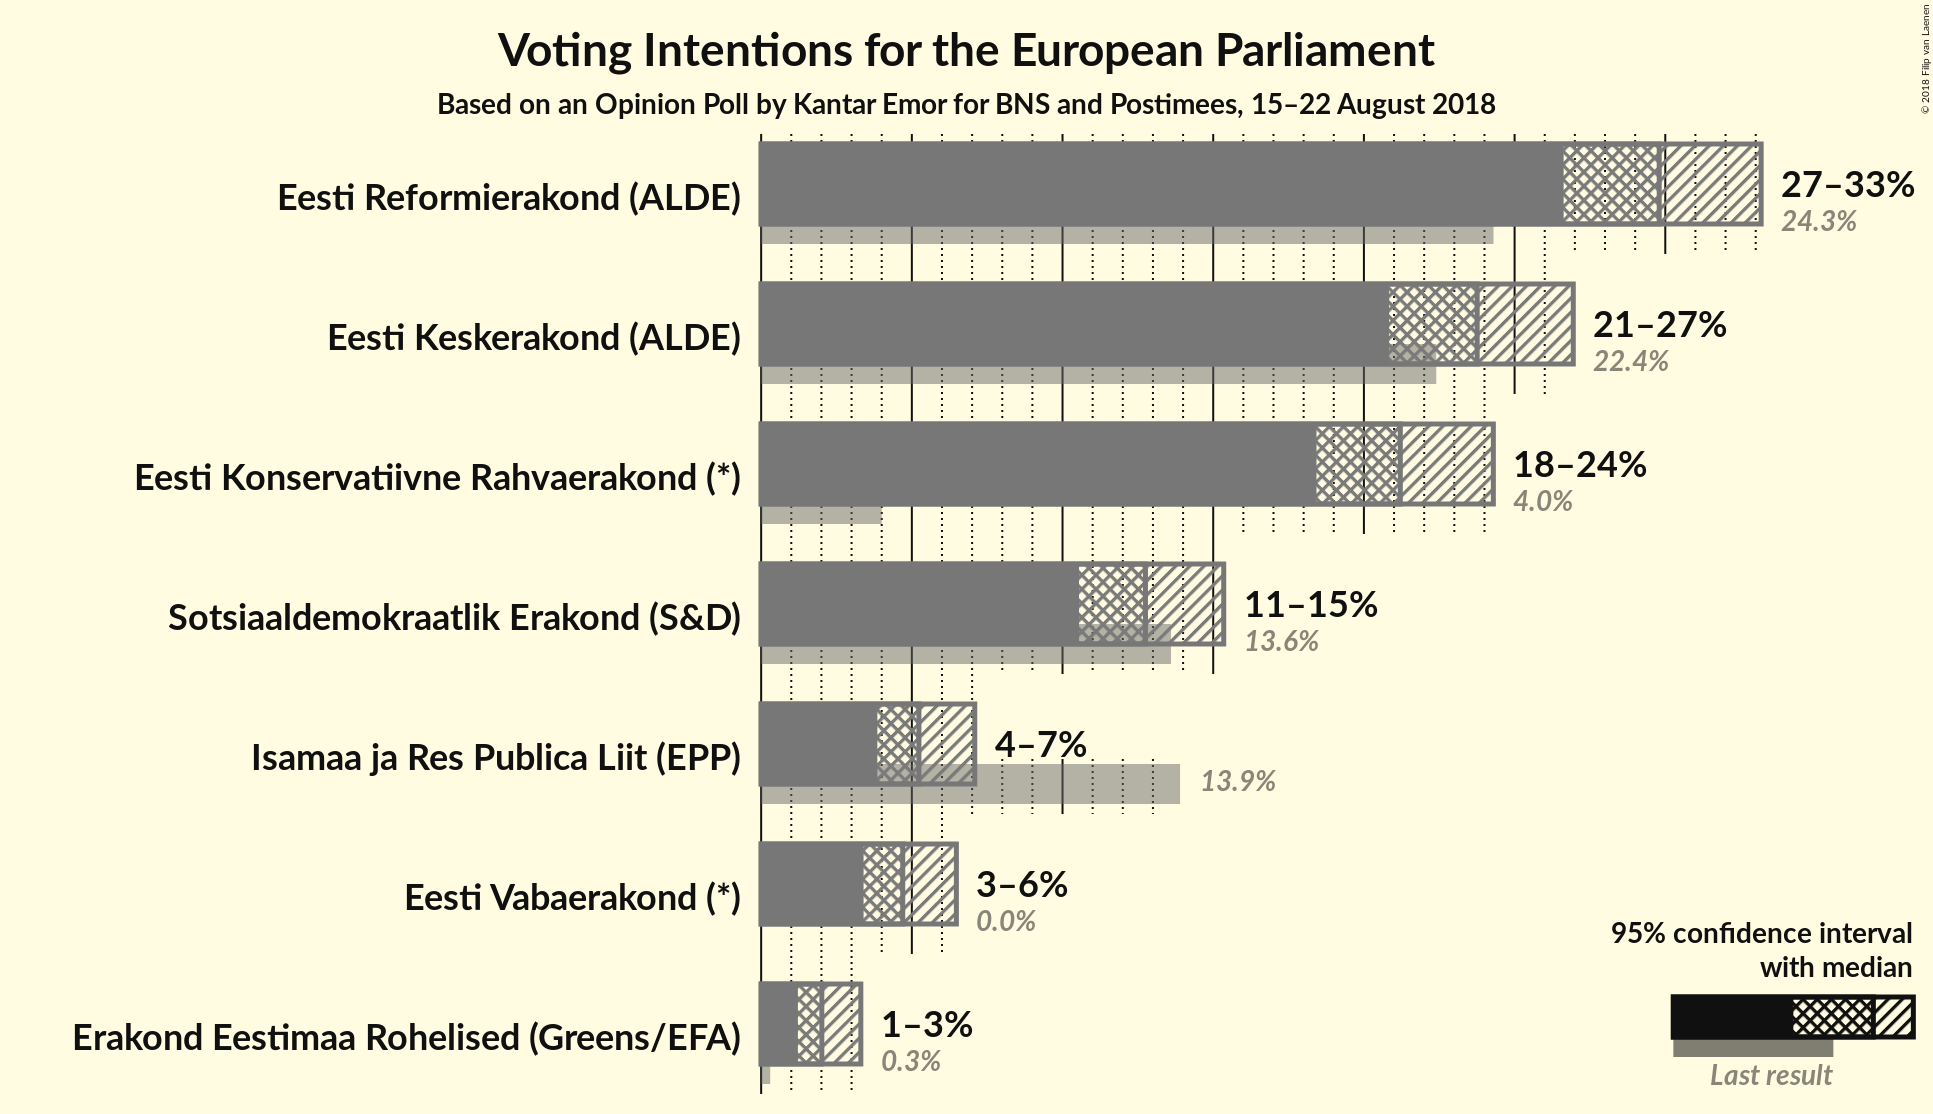 Voting Intentions for the European Parliament
Based on an Opinion Poll by Kantar Emor for BNS and Postimees, 15–22 August 2018
© 2018 Filip van Laenen
Eesti Reformierakond (ALDE)
27–33%
24.3%
Eesti Keskerakond (ALDE)
21–27%
22.4%
Eesti Konservatiivne Rahvaerakond (*)
18–24%
4.0%
Sotsiaaldemokraatlik Erakond (S&D)
11–15%
13.6%
Isamaa ja Res Publica Liit (EPP)
4–7%
13.9%
Eesti Vabaerakond (*)
3–6%
0.0%
Erakond Eestimaa Rohelised (Greens/EFA)
1–3%
0.3%
95% confidence interval
with median
Last result